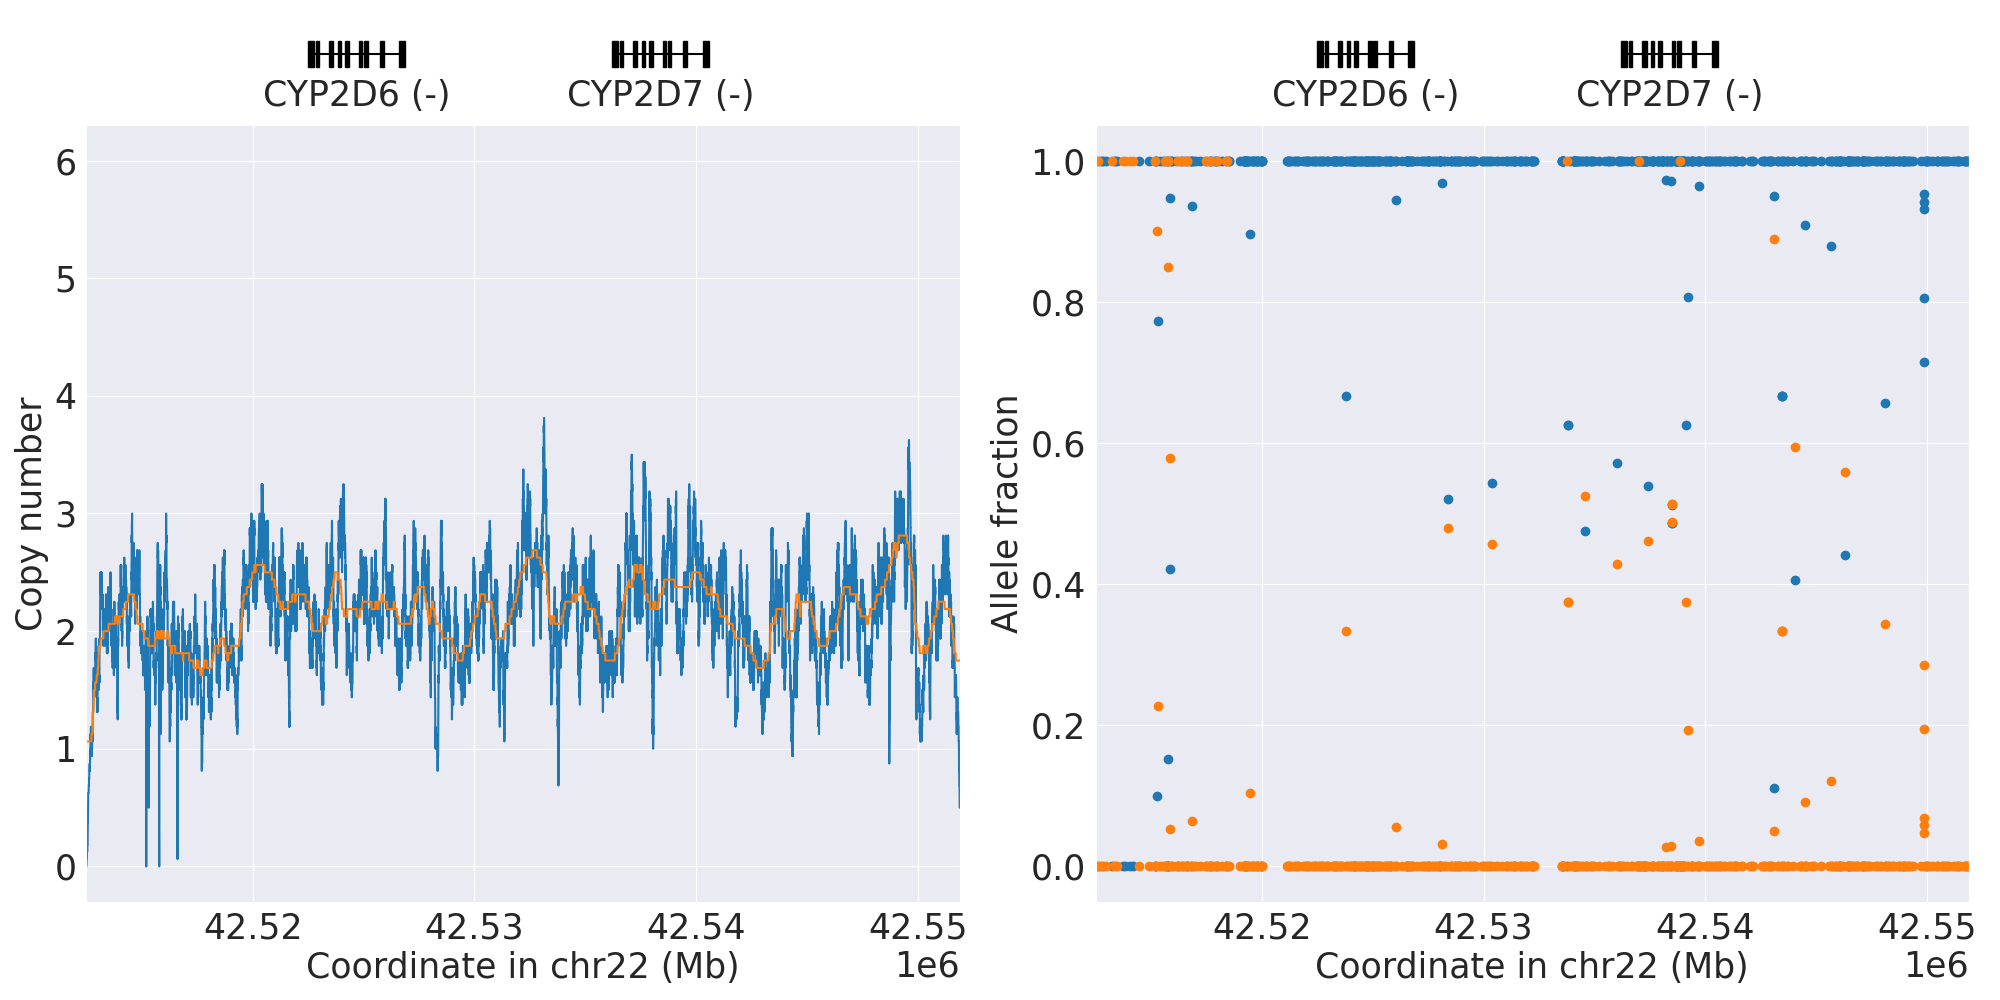 CYP2D6 (-) CYP2D7 (-)
6
5
4
3
2
1
0
Copy number
42.52 42.53 42.54 42.55
Coordinate in chr22 (Mb) 1e6
CYP2D6 (-) CYP2D7 (-)
1.0
0.8
0.6
0.4
0.2
0.0
Allele fraction
42.52 42.53 42.54 42.55
Coordinate in chr22 (Mb) 1e6